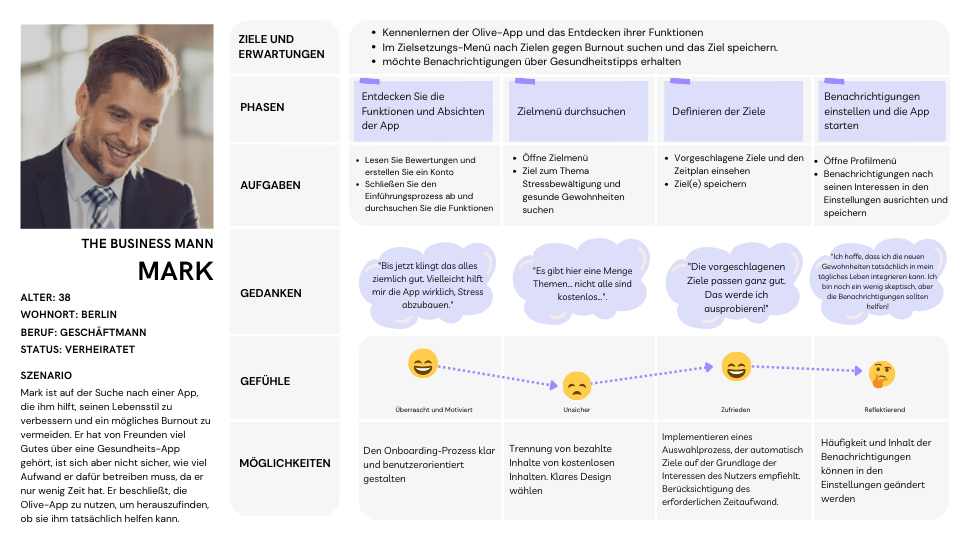 THE BUSINESS MANN
MARK
ALTER: 38
WOHNORT: BERLIN
BERUF: GESCHÄFTMANN
STATUS: VERHEIRATET
SZENARIO
Mark ist auf der Suche nach einer App,
die ihm hilft, seinen Lebensstil zu
verbessern und ein mögliches Burnout zu
vermeiden. Er hat von Freunden viel
Gutes über eine Gesundheits-App
gehört, ist sich aber nicht sicher, wie viel
Aufwand er dafür betreiben muss, da er
nur wenig Zeit hat. Er beschließt, die
Olive-App zu nutzen, um herauszufinden,
ob sie ihm tatsächlich helfen kann.
ZIELE UND
ERWARTUNGEN
• Kennenlernen der Olive-App und das Entdecken ihrer Funktionen
• Im Zielsetzungs-Menü nach Zielen gegen Burnout suchen und das Ziel speichern.
• möchte Benachrichtigungen über Gesundheitstipps erhalten
PHASEN
Entdecken Sie die
Funktionen und Absichten
der App
Zielmenü durchsuchen
Definieren der Ziele
Benachrichtigungen
einstellen und die App
starten
AUFGABEN
• Lesen Sie Bewertungen und
erstellen Sie ein Konto
• Schließen Sie den
Einführungsprozess ab und
durchsuchen Sie die Funktionen
• Öffne Zielmenü
• Ziel zum Thema
Stressbewältigung und
gesunde Gewohnheiten
suchen
• Vorgeschlagene Ziele und den
Zeitplan einsehen
• Ziel(e) speichern
• Öffne Profilmenü
• Benachrichtigungen nach
seinen Interessen in den
Einstellungen ausrichten und
speichern
GEDANKEN
"Bis jetzt klingt das alles
ziemlich gut. Vielleicht hilft
mir die App wirklich, Stress
abzubauen."
"Es gibt hier eine Menge
Themen... nicht alle sind
kostenlos...".
"Die vorgeschlagenen
Ziele passen ganz gut.
Das werde ich
ausprobieren!"
"Ich hoffe, dass ich die neuen
Gewohnheiten tatsächlich in mein
tägliches Leben integrieren kann. Ich
bin noch ein wenig skeptisch, aber
die Benachrichtigungen sollten
helfen!
GEFÜHLE
Überrascht und Motiviert
Unsicher
Zufrieden
Reflektierend
MÖGLICHKEITEN
Den Onboarding-Prozess klar
und benutzerorientiert
gestalten
Trennung von bezahlte
Inhalte von kostenlosen
Inhalten. Klares Design
wählen
Implementieren eines
Auswahlprozess, der automatisch
Ziele auf der Grundlage der
Interessen des Nutzers empfiehlt.
Berücksichtigung des
erforderlichen Zeitaufwand.
Häufigkeit und Inhalt der
Benachrichtigungen
können in den
Einstellungen geändert
werden